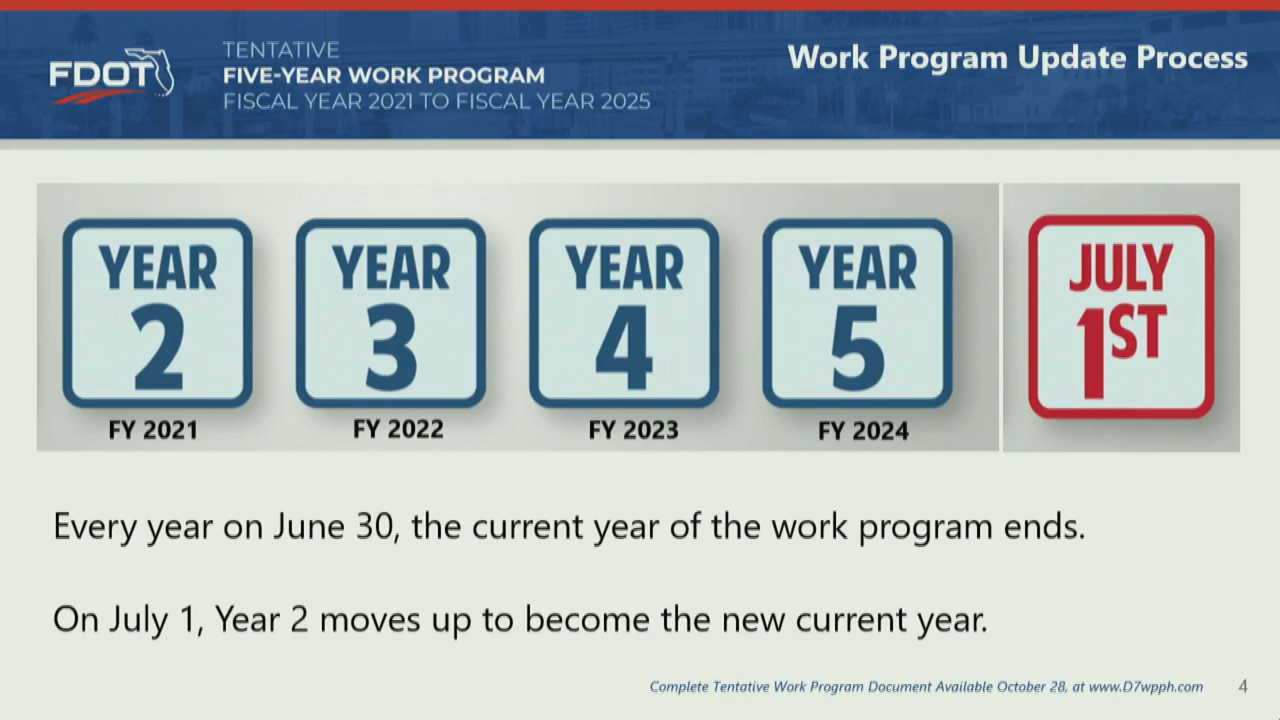 FDOT
TENTATIVE
FIVE-YEAR WORK PROGRAM
FISCAL YEAR 2021 TO FISCAL YEAR 2025
Work Program Update Process
YEAR
2
FY 2021
YEAR
3
FY 2022
YEAR
4
FY 2023
YEAR
5
FY 2024
JULY
1ST
Every year on June 30, the current year of the work program ends.
On July 1, Year 2 moves up to become the new current year.
Complete Tentative Work Program Document Available October 28, at www.D7wpph.com
4